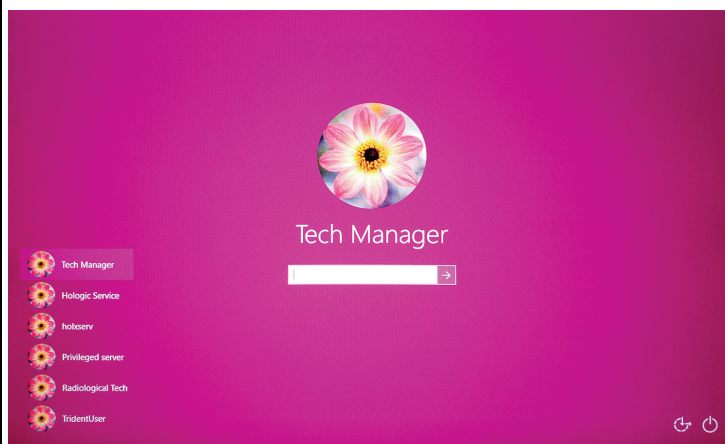 Tech Manager
Tech Manager
Hologic Service
holxserv
Privileged server
Radiological Tech
TridentUser